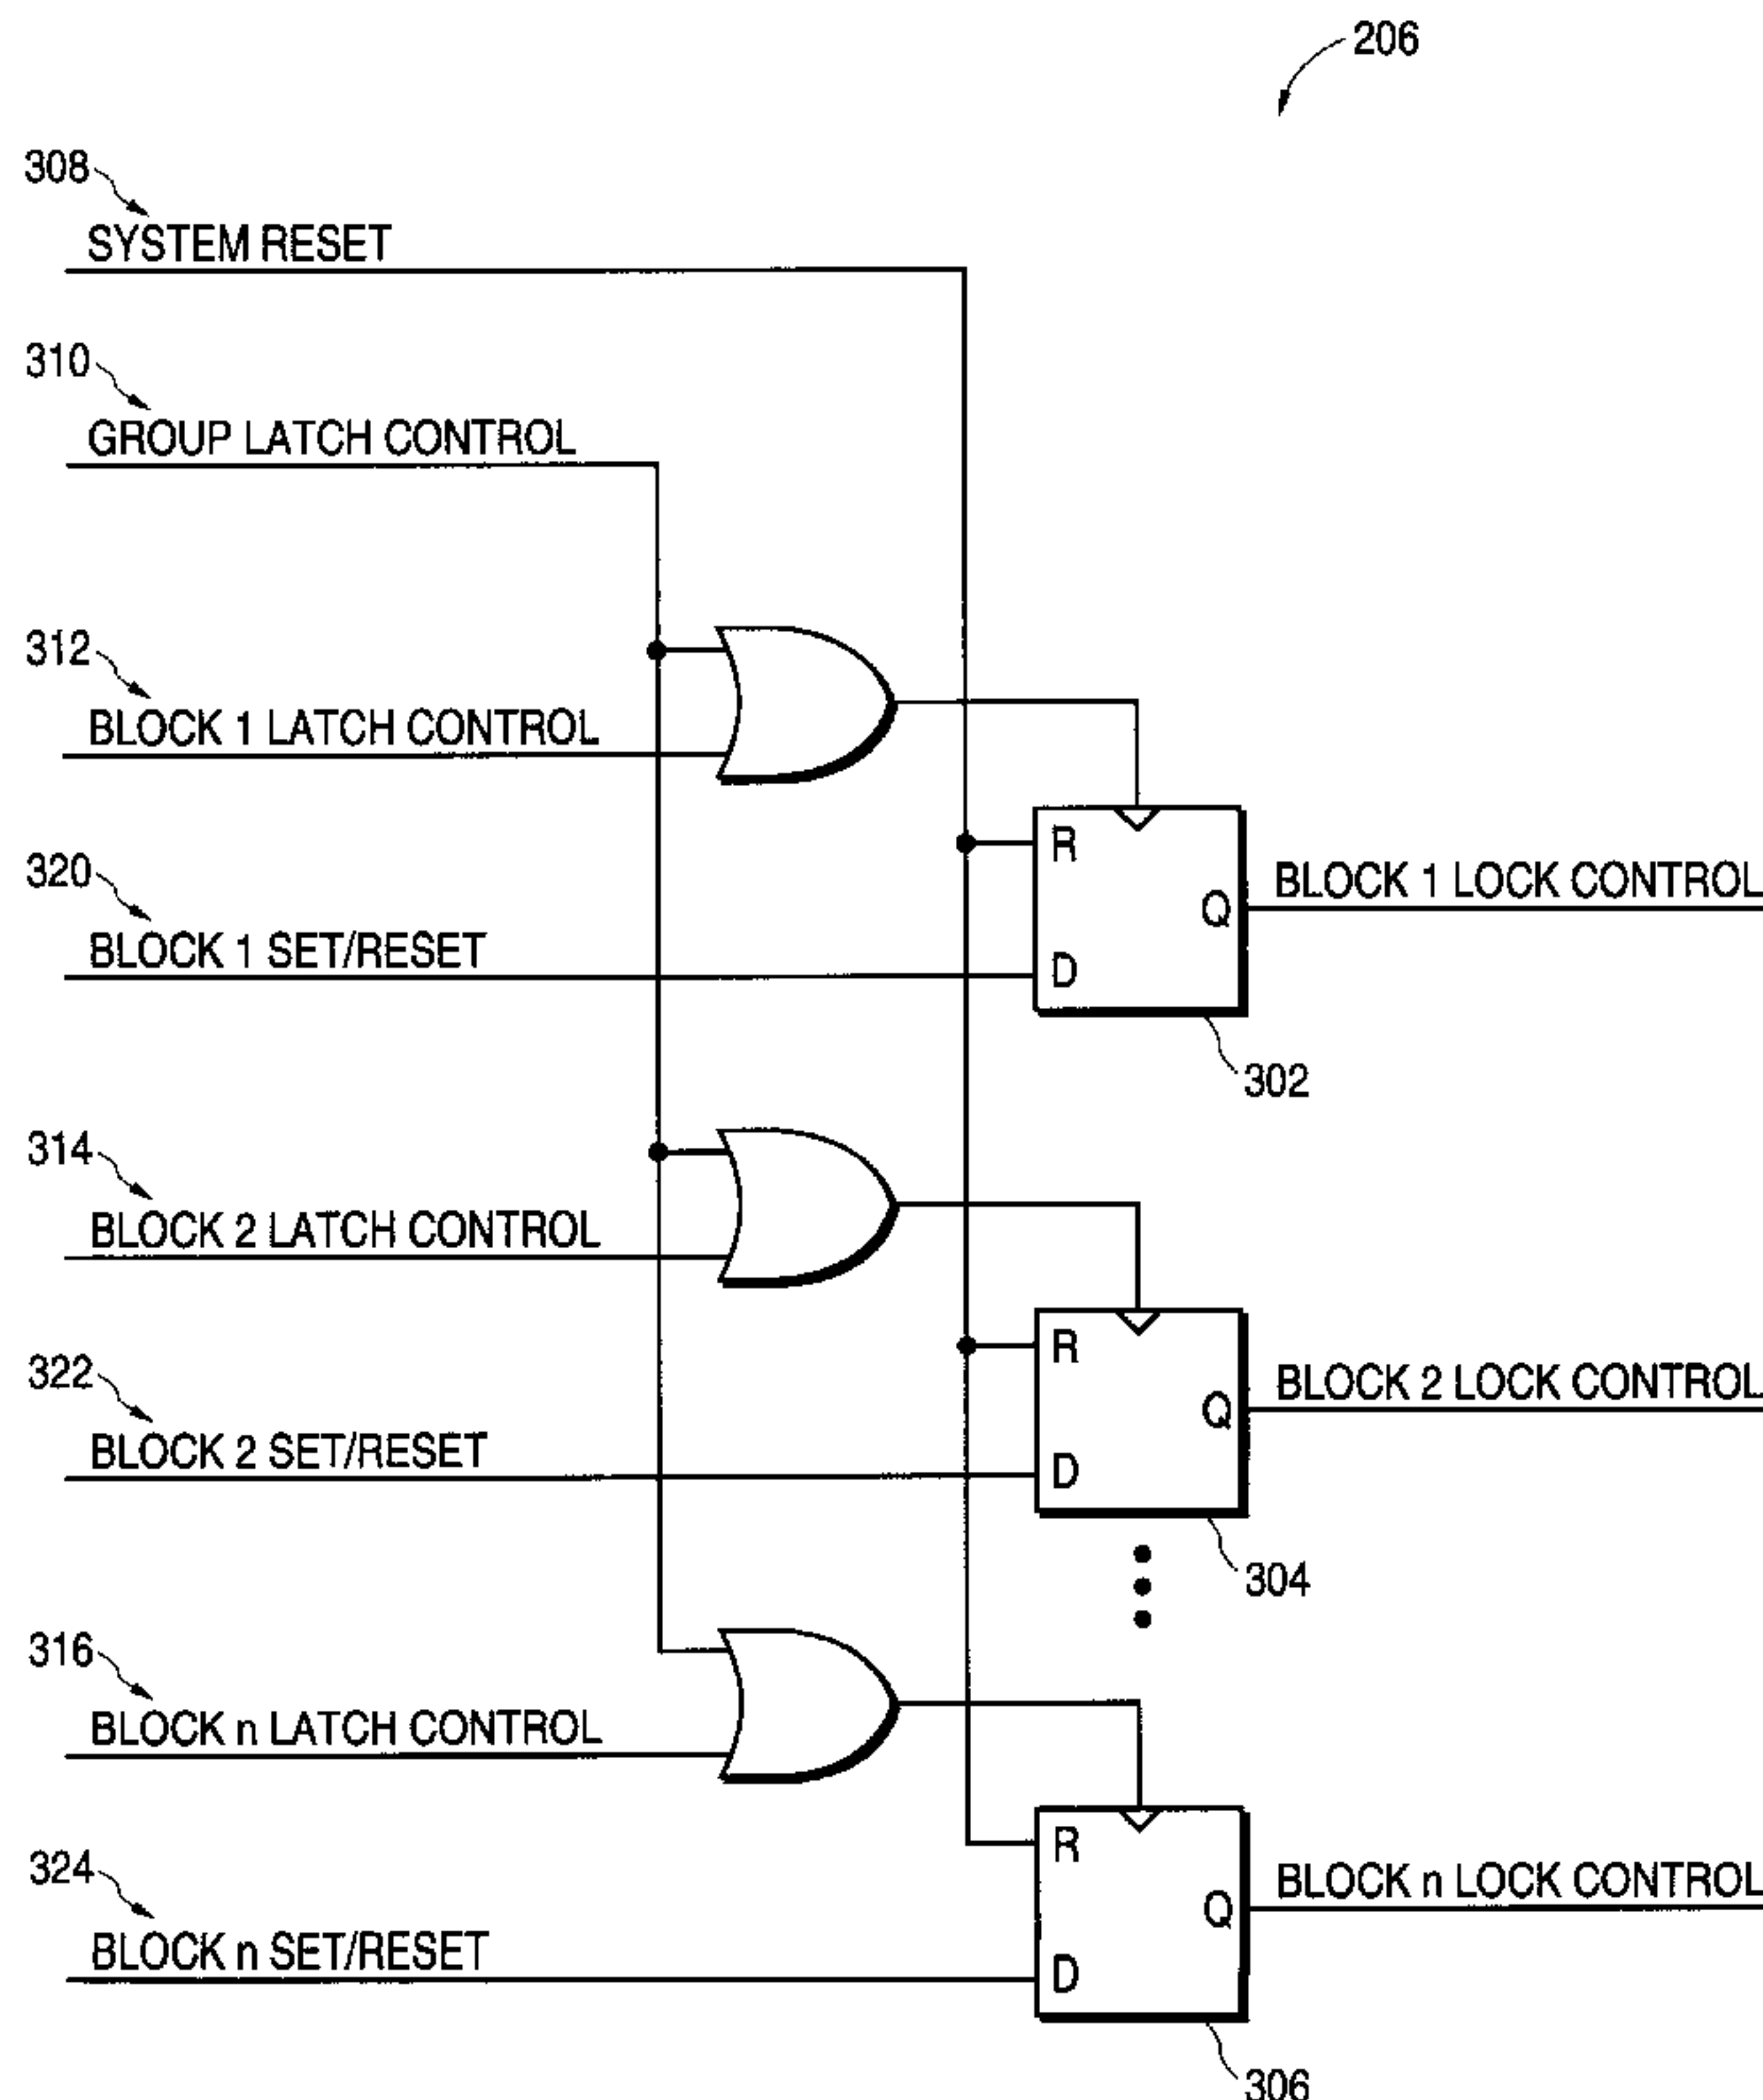 206
308
SYSTEM RESET
310
GROUP LATCH CONTROL
312
BLOCK 1 LATCH CONTROL
R
BLOCK 1 LOCK CONTROL
Q
320
BLOCK 1 SET/RESET
D
302
314
BLOCK 2 LATCH CONTROL
R
BLOCK 2 LOCK CONTROL
Q
322
BLOCK 2 SET/RESET
D
304
316
BLOCK n LATCH CONTROL
R
BLOCK n LOCK CONTROL
Q
324
BLOCK n SET/RESET
D
306